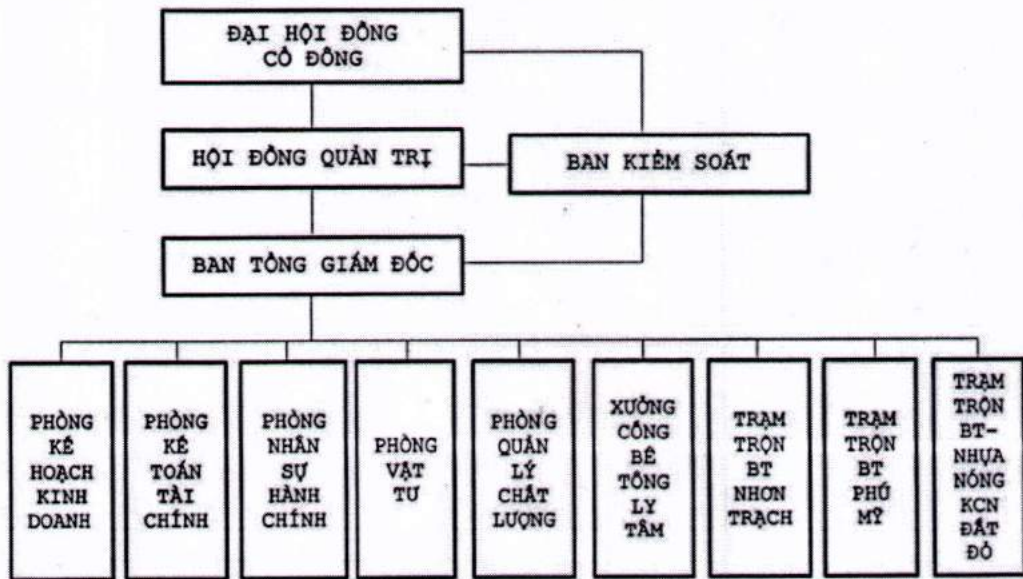 ĐẠI HỘI ĐỒNG
CỔ ĐÔNG
HỘI ĐỒNG QUẢN TRỊ
BAN KIỂM SOÁT
BAN TỔNG GIÁM ĐỐC
PHÒNG
KẾ
HOẠCH
KINH
DOANH
PHÒNG
KẾ
TOÁN
TÀI
CHÍNH
PHÒNG
NHÂN
SỰ
HÀNH
CHÍNH
PHÒNG
VẬT
TƯ
PHÒNG
QUẢN
LÝ
CHẤT
LƯỢNG
XƯỞNG
CỐNG
BÊ
TÔNG
LY
TÂM
TRẠM
TRỘN
BT
NHƠN
TRẠCH
TRẠM
TRỘN
BT
PHÚ
MỸ
TRẠM
TRỘN
BT-
NHỰA
NÓNG
KCN
ĐẤT
ĐỎ